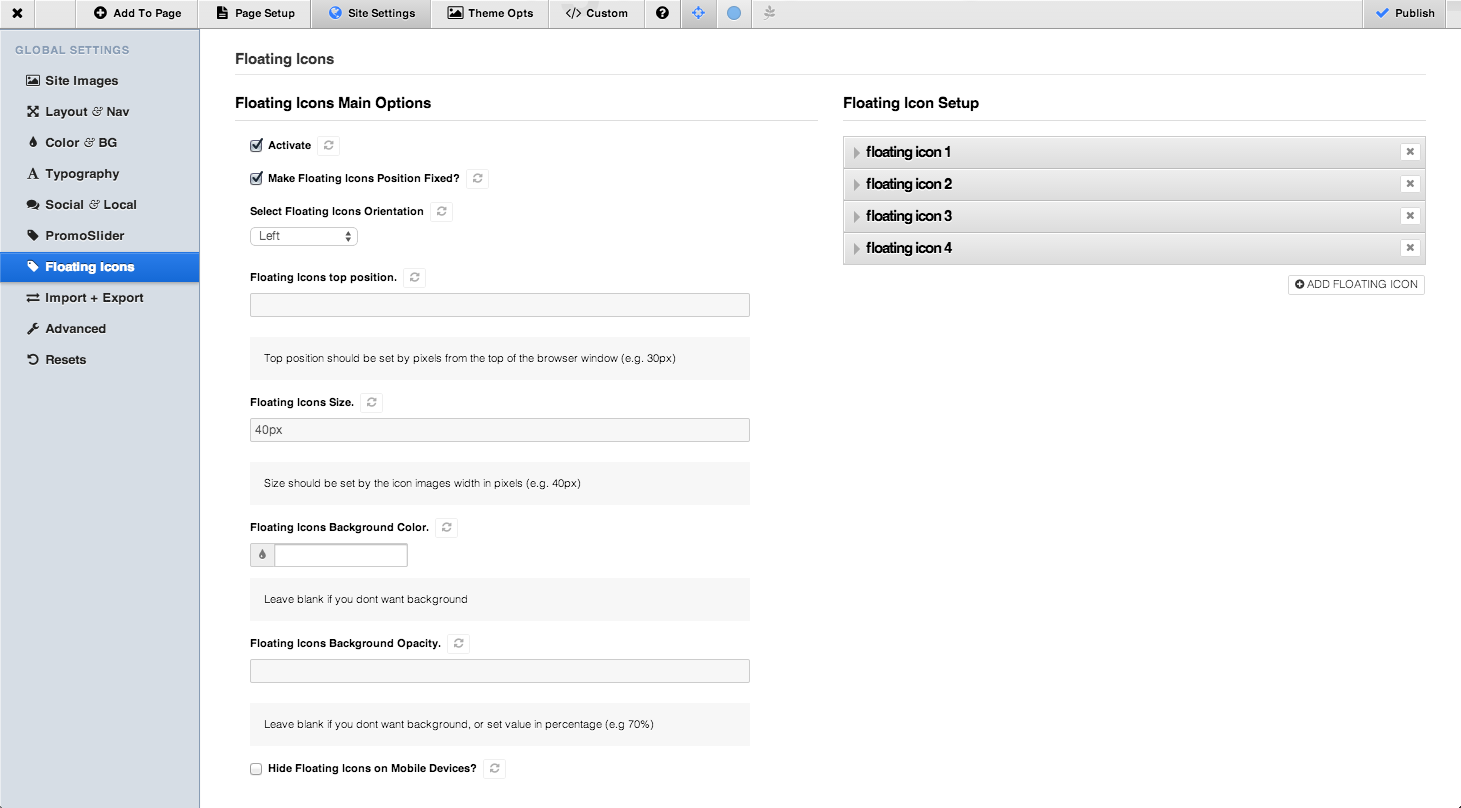 Add To Page
Page Setup
Site Settings
Theme Opts
</> Custom
Publish
GLOBAL SETTINGS
Site Images
Layout & Nav
Color & BG
Typography
Social & Local
PromoSlider
Floating Icons
Import + Export
Advanced
Resets
Floating Icons
Floating Icons Main Options
Activate
Make Floating Icons Position Fixed?
Select Floating Icons Orientation
Left
Floating Icons top position.
Top position should be set by pixels from the top of the browser window (e.g. 30px)
Floating Icons Size.
40px
Size should be set by the icon images width in pixels (e.g. 40px)
Floating Icons Background Color.
Leave blank if you dont want background
Floating Icons Background Opacity.
Leave blank if you dont want background, or set value in percentage (e.g 70%)
Hide Floating Icons on Mobile Devices?
Floating Icon Setup
floating icon 1
floating icon 2
floating icon 3
floating icon 4
ADD FLOATING ICON